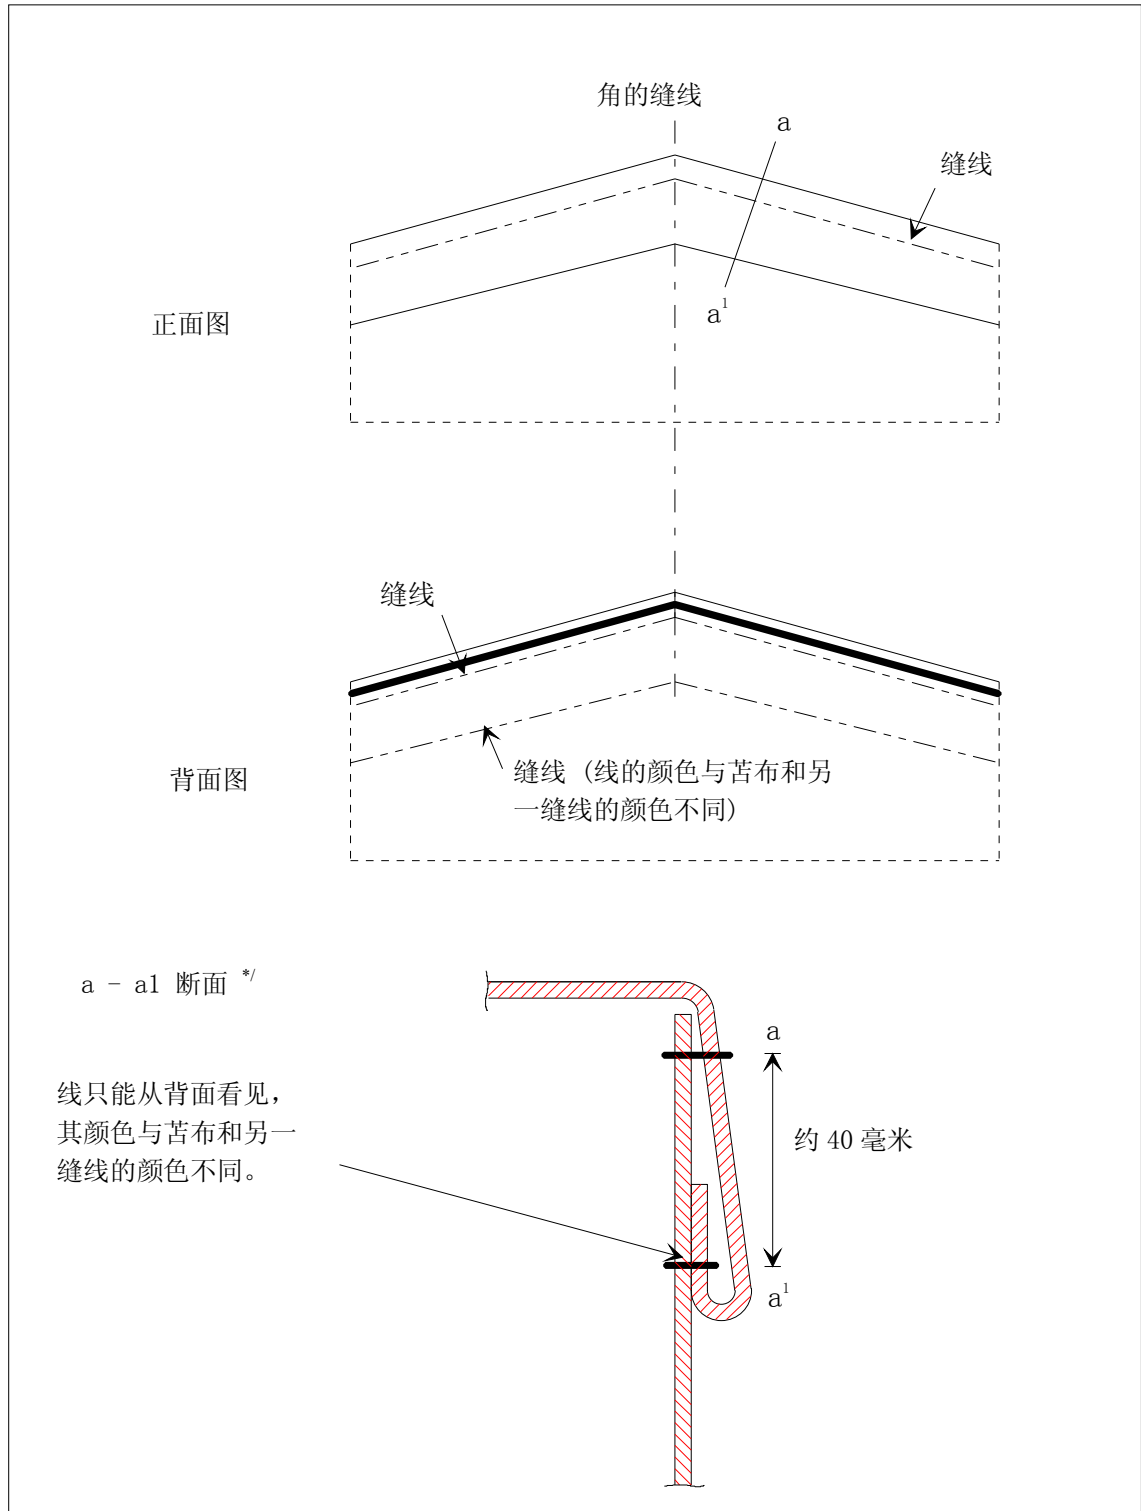 角的缝线
a
缝线
a¹
正面图
缝线
缝线 (线的颜色与苫布和另
一缝线的颜色不同)
背面图
a - a1 断面 */
a
线只能从背面看见,
其颜色与苫布和另一
缝线的颜色不同。
约 40 毫米
a¹